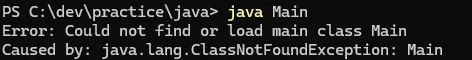 PS C:\dev\practice\java> java Main
Error: Could not find or load main class Main
Caused by: java.lang.ClassNotFoundException: Main